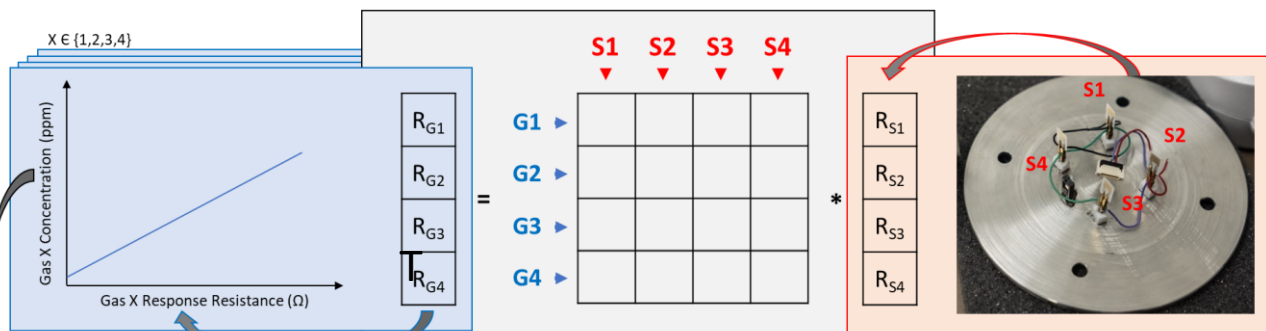 X ∈ {1,2,3,4}
Gas X Concentration (ppm)
Gas X Response Resistance (Ω)
R_G1
R_G2
R_G3
R_G4
T
=
S1 S2 S3 S4
G1
G2
G3
G4
*
R_S1
R_S2
R_S3
R_S4
S1
S2
S4
S3